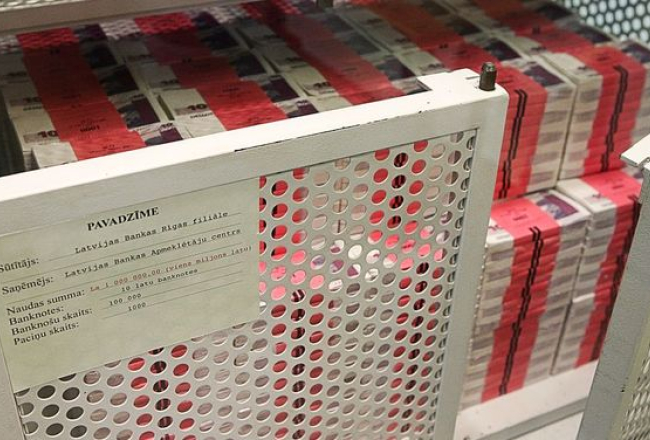 PAVADZĪME
Sūtītājs: Latvijas Bankas Rīgas filiāle
Saņēmējs: Latvijas Bankas Apmeklētāju centrs
Naudas summa: Ls 1 000 000.00 (viens miljons latu)
Banknotes: 10 latu banknotes
Banknošu skaits: 100 000
Paciņu skaits: 1000